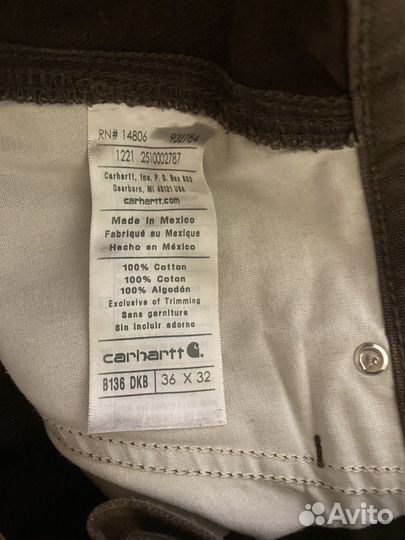 RN# 14806 902784
1221 2510002787
Carhartt, Inc. P.O. Box 600
Dearborn, MI 48121 USA
carhartt.com
Made in Mexico
Fabriqué au Mexique
Hecho en México
100% Cotton
100% Coton
100% Algodón
Exclusive of Trimming
Sans garniture
Sin incluir adorno
carhartt
B136 DKB 36 X 32
Avito